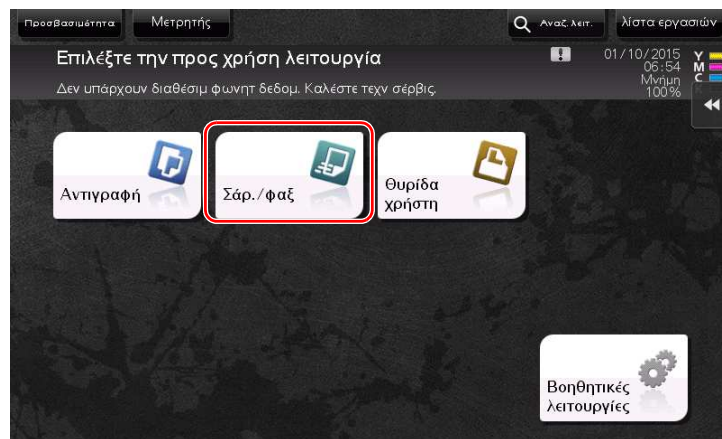 Προσβασιμότητα
Μετρητής
Αναζ. λειτ.
λίστα εργασιών
Επιλέξτε την προς χρήση λειτουργία
01/10/2015
06:54
Δεν υπάρχουν διαθέσιμ φωνητ δεδομ. Καλέστε τεχν σέρβις.
Μνήμη
100%
Y
M
C
K
Αντιγραφή
Σάρ./φαξ
Θυρίδα
χρήστη
Βοηθητικές
λειτουργίες